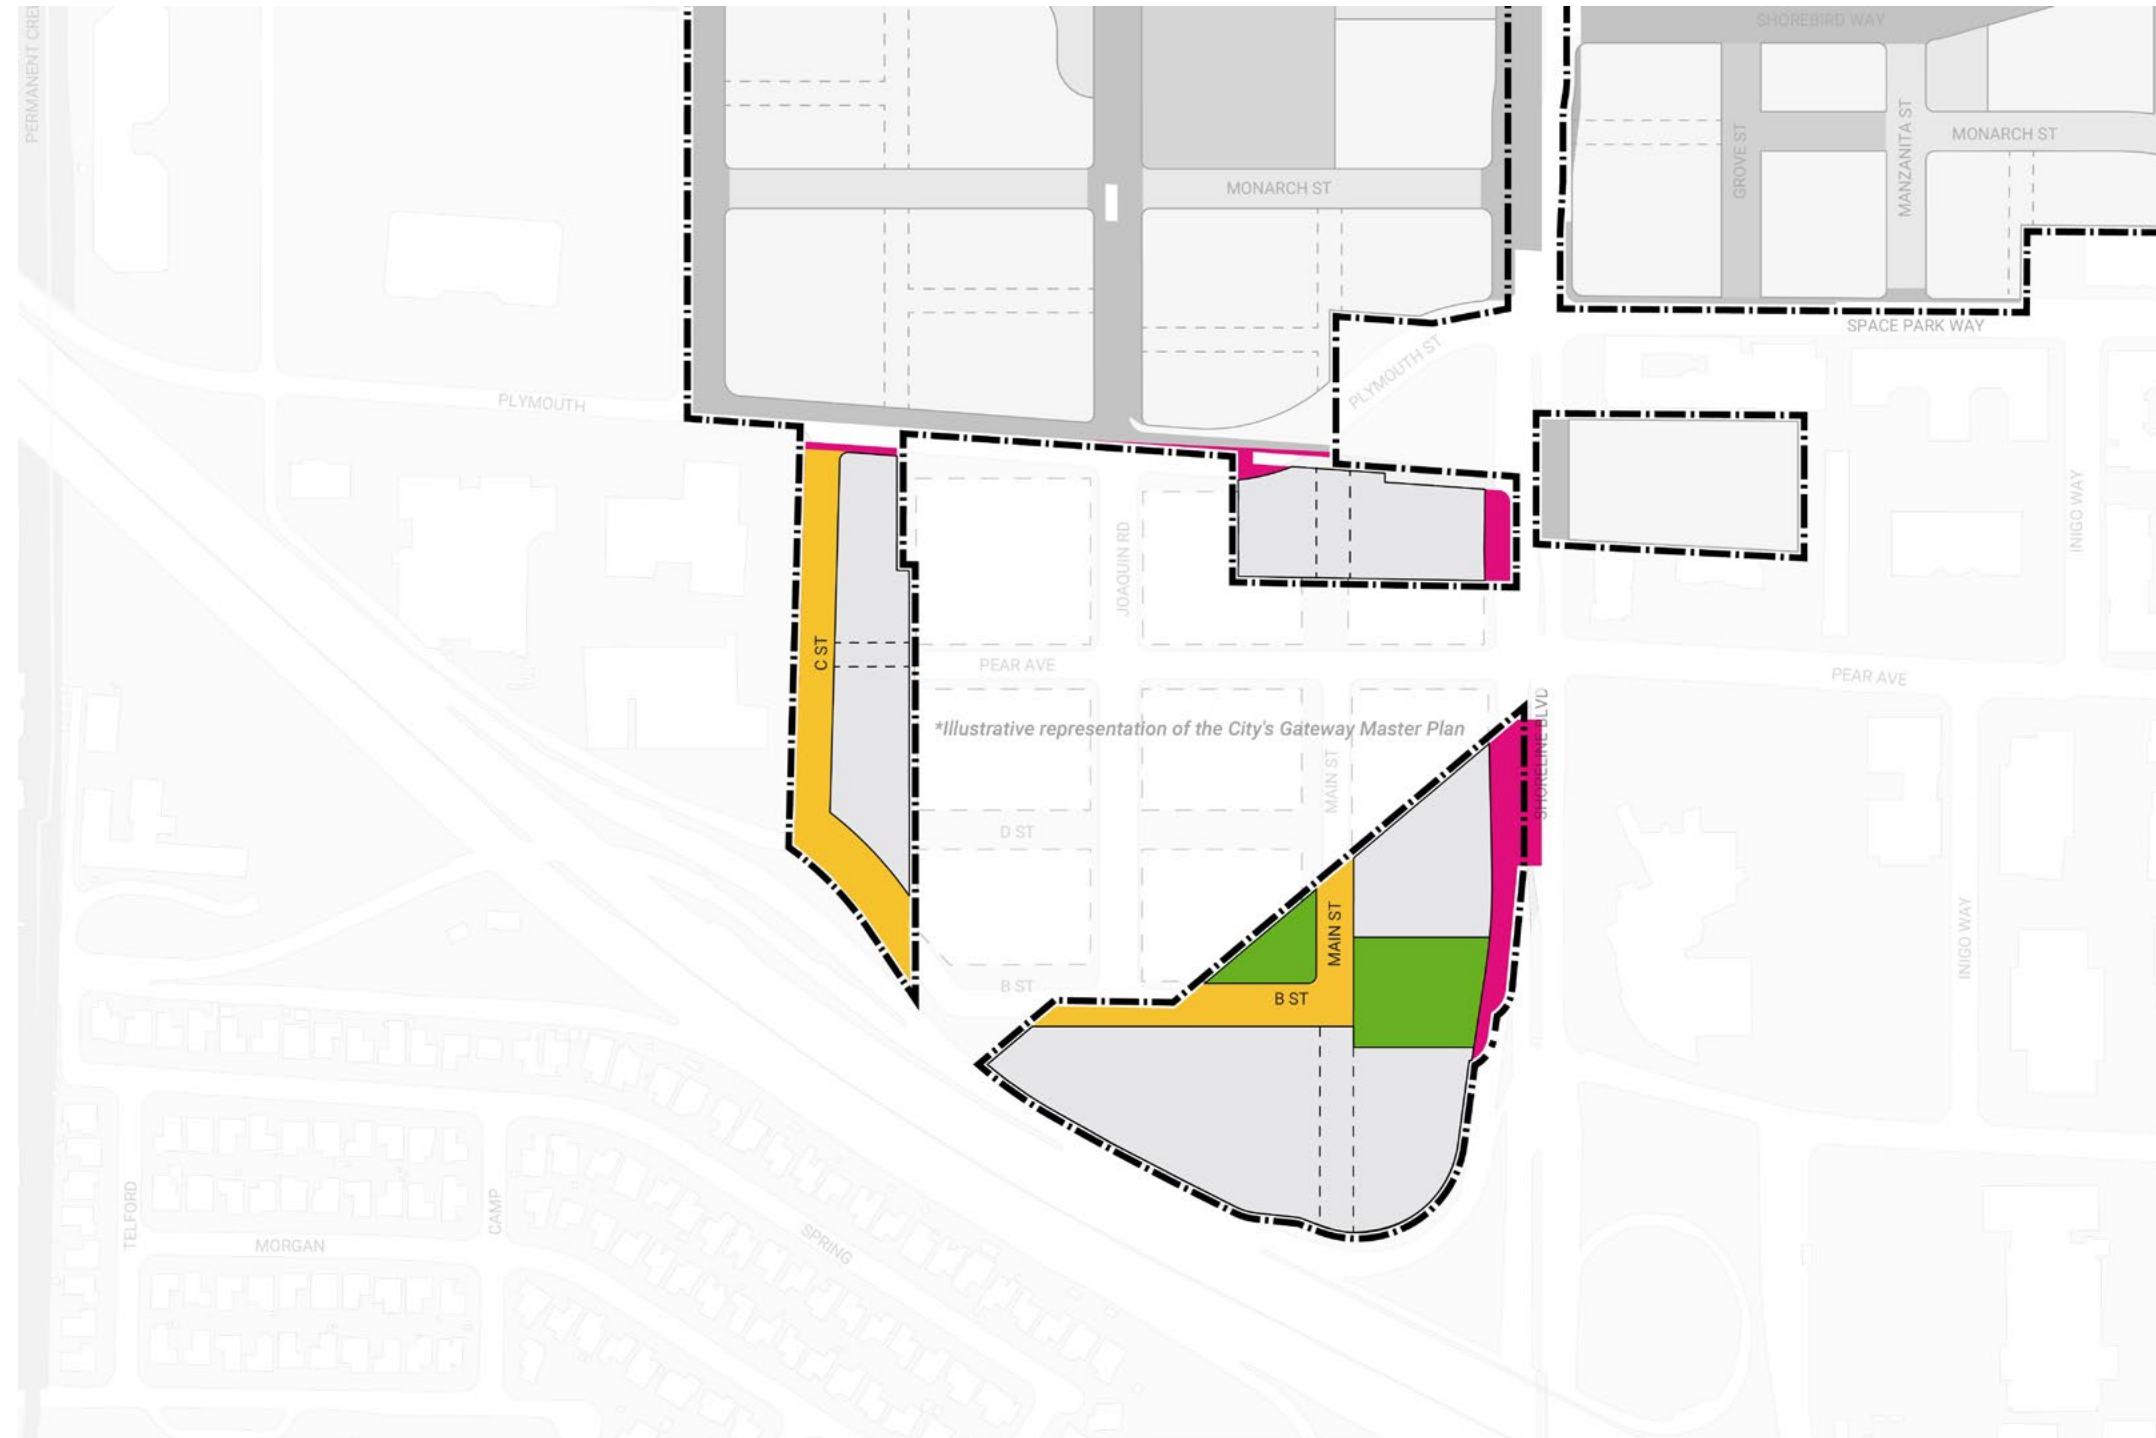 SHOREBIRD WAY
PERMANENT CREE
GROVE ST
MANZANITA ST
MONARCH ST
MONARCH ST
SPACE PARK WAY
PLYMOUTH ST
PLYMOUTH
JOAQUIN RD
INIGO WAY
C ST
PEAR AVE
PEAR AVE
*Illustrative representation of the City's Gateway Master Plan
SHORELINE BLVD
MAIN ST
D ST
MAIN ST
INIGO WAY
B ST
B ST
TELFORD
CAMP
MORGAN
SPRING